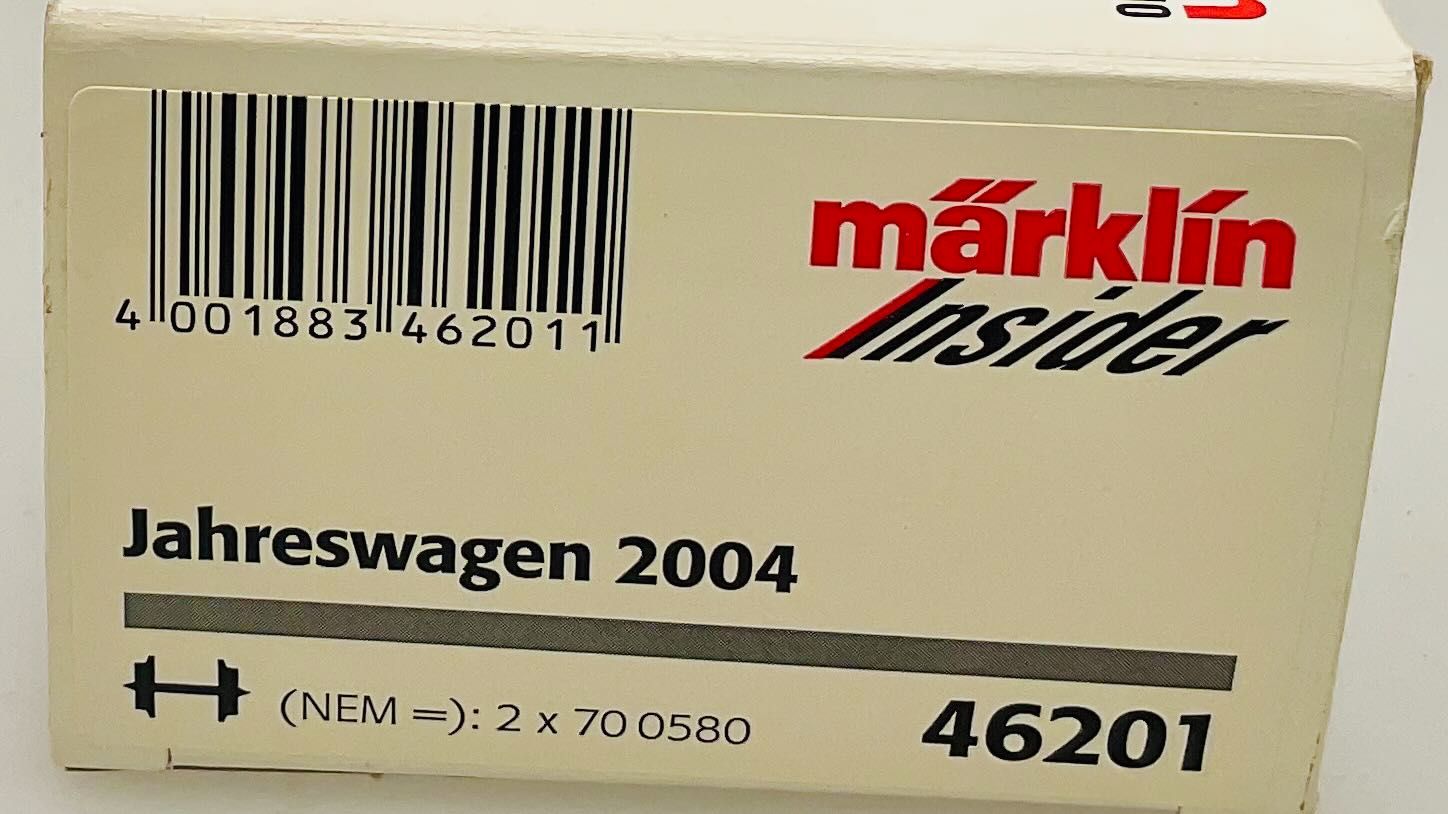 4 001883 462011
märklin
Insider
Jahreswagen 2004
(NEM =): 2 x 70 0580
46201